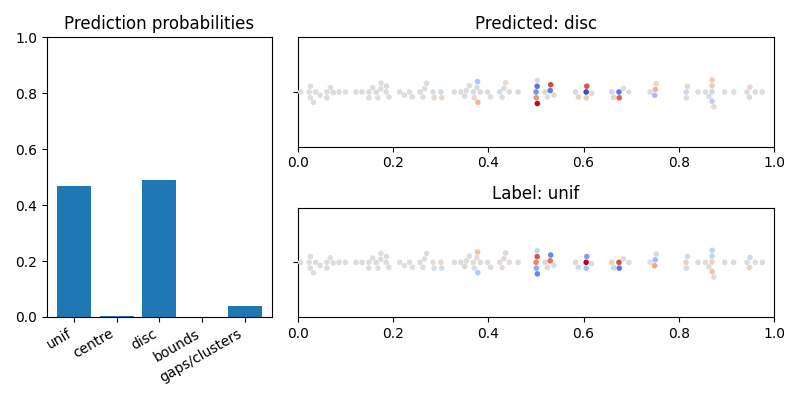 Prediction probabilities
1.0
0.8
0.6
0.4
0.2
0.0
unif
centre
disc
bounds
gaps/clusters
Predicted: disc
0.0 0.2 0.4 0.6 0.8 1.0
Label: unif
0.0 0.2 0.4 0.6 0.8 1.0